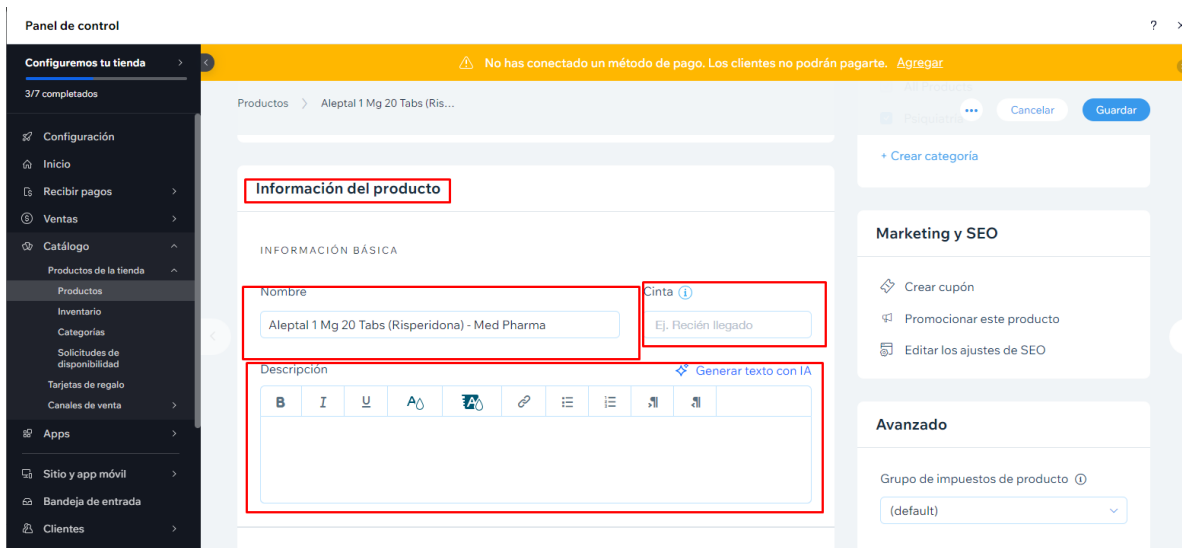 Panel de control
?
Configuremos tu tienda
3/7 completados
Configuración
Inicio
Recibir pagos
Ventas
Catálogo
Productos de la tienda
Productos
Inventario
Categorías
Solicitudes de
disponibilidad
Tarjetas de regalo
Canales de venta
Apps
Sitio y app móvil
Bandeja de entrada
Clientes
No has conectado un método de pago. Los clientes no podrán pagarte. Agregar
Productos > Aleptal 1 Mg 20 Tabs (Ris...
All Products
Cancelar
Guardar
Información del producto
INFORMACIÓN BÁSICA
Nombre
Cinta
Aleptal 1 Mg 20 Tabs (Risperidona) - Med Pharma
Ej. Recién llegado
Descripción
Generar texto con IA
B I U A A
+ Crear categoría
Marketing y SEO
Crear cupón
Promocionar este producto
Editar los ajustes de SEO
Avanzado
Grupo de impuestos de producto
(default)